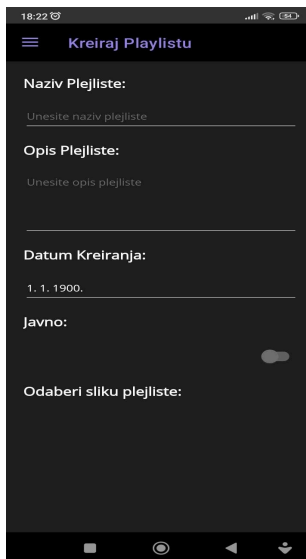 18:22
54
Kreiraj Playlistu
Naziv Plejliste:
Unesite naziv plejliste
Opis Plejliste:
Unesite opis plejliste
Datum Kreiranja:
1. 1. 1900.
Javno:
Odaberi sliku plejliste: